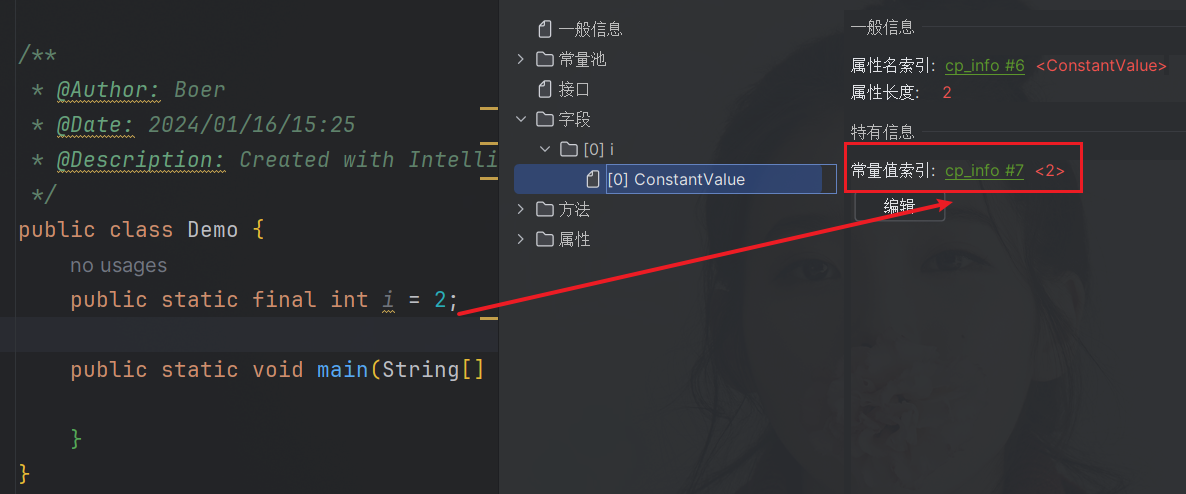 /**
* @Author: Boer
* @Date: 2024/01/16/15:25
* @Description: Created with Intelli
*/
public class Demo {
no usages
public static final int i = 2;
public static void main(String[]
}
}
一般信息
常量池
接口
字段
[0] i
[0] ConstantValue
方法
属性
一般信息
属性名索引: cp_info #6 <ConstantValue>
属性长度: 2
特有信息
常量值索引: cp_info #7 <2>
编辑